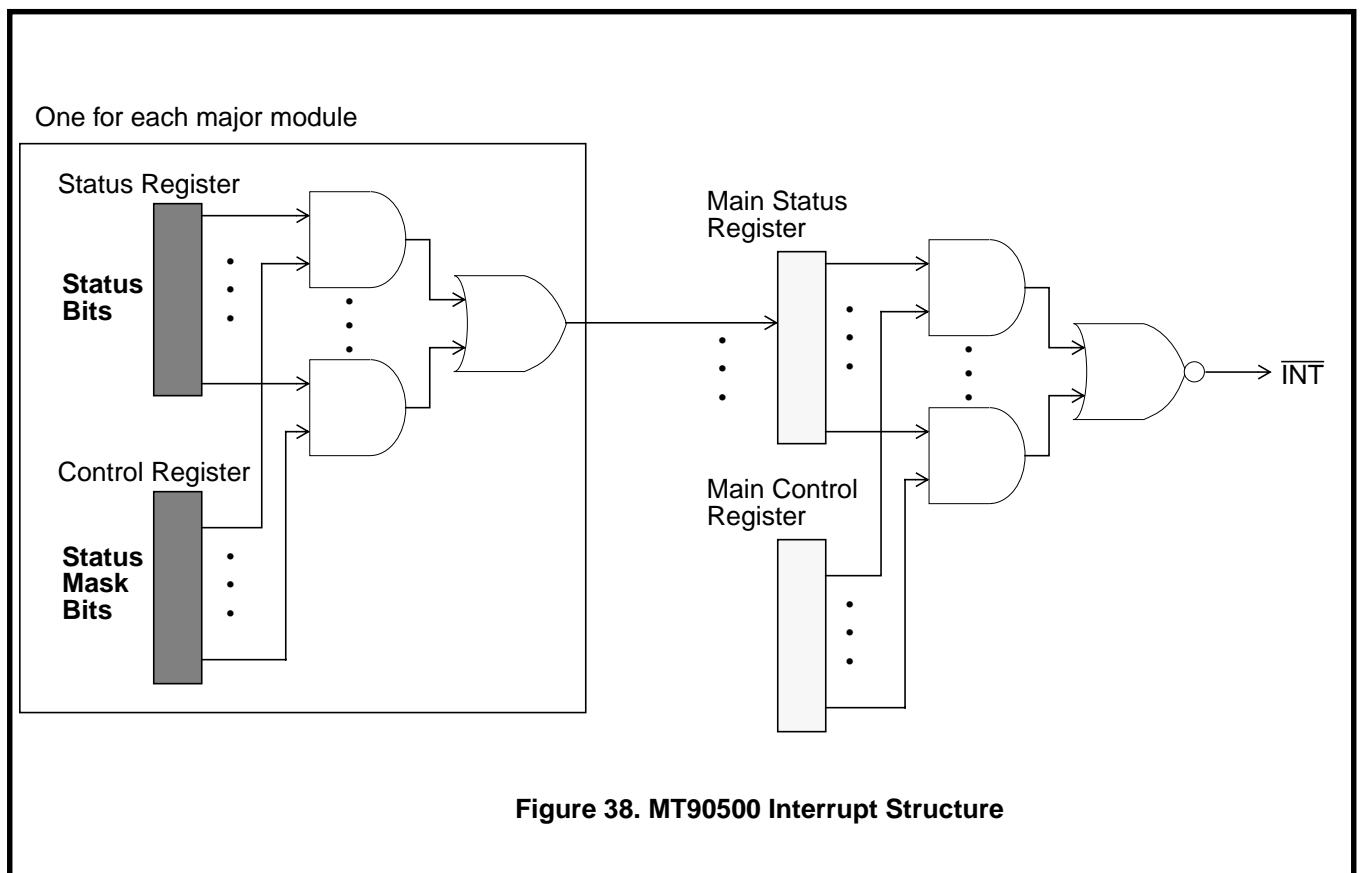 One for each major module
Status Register
Status
Bits
Control Register
Status
Mask
Bits
Main Status
Register
Main Control
Register
INT
Figure 38. MT90500 Interrupt Structure